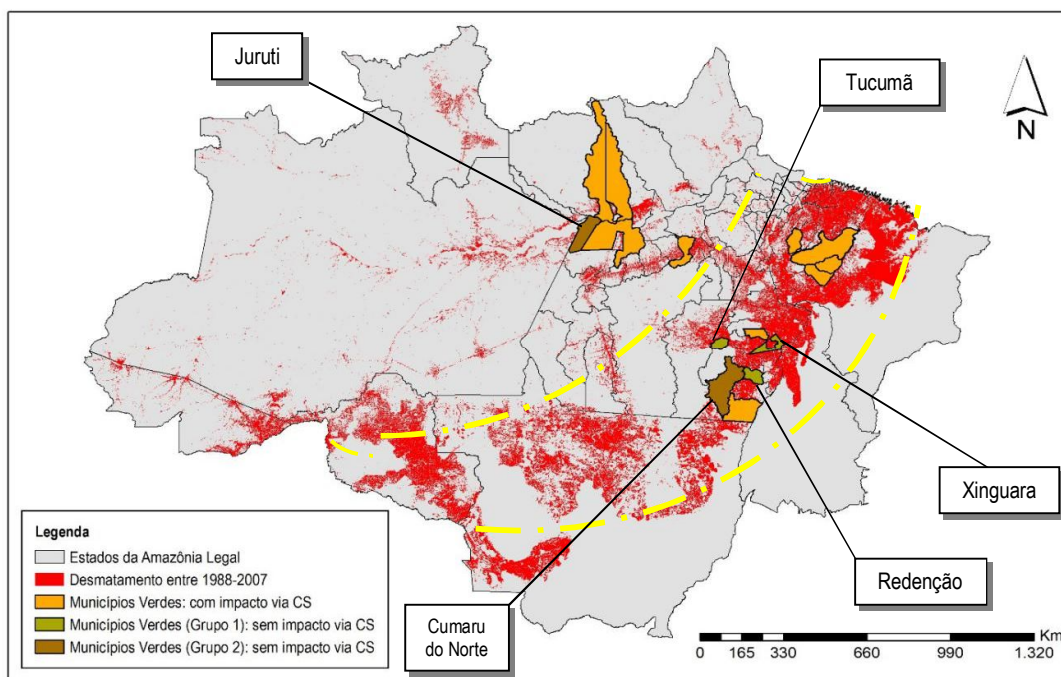 Juruti
Tucumã
N
Xinguara
Redenção
Cumaru
do Norte
Legenda
Estados da Amazônia Legal
Desmatamento entre 1988-2007
Municípios Verdes: com impacto via CS
Municípios Verdes (Grupo 1): sem impacto via CS
Municípios Verdes (Grupo 2): sem impacto via CS
Km
0 165 330 660 990 1.320